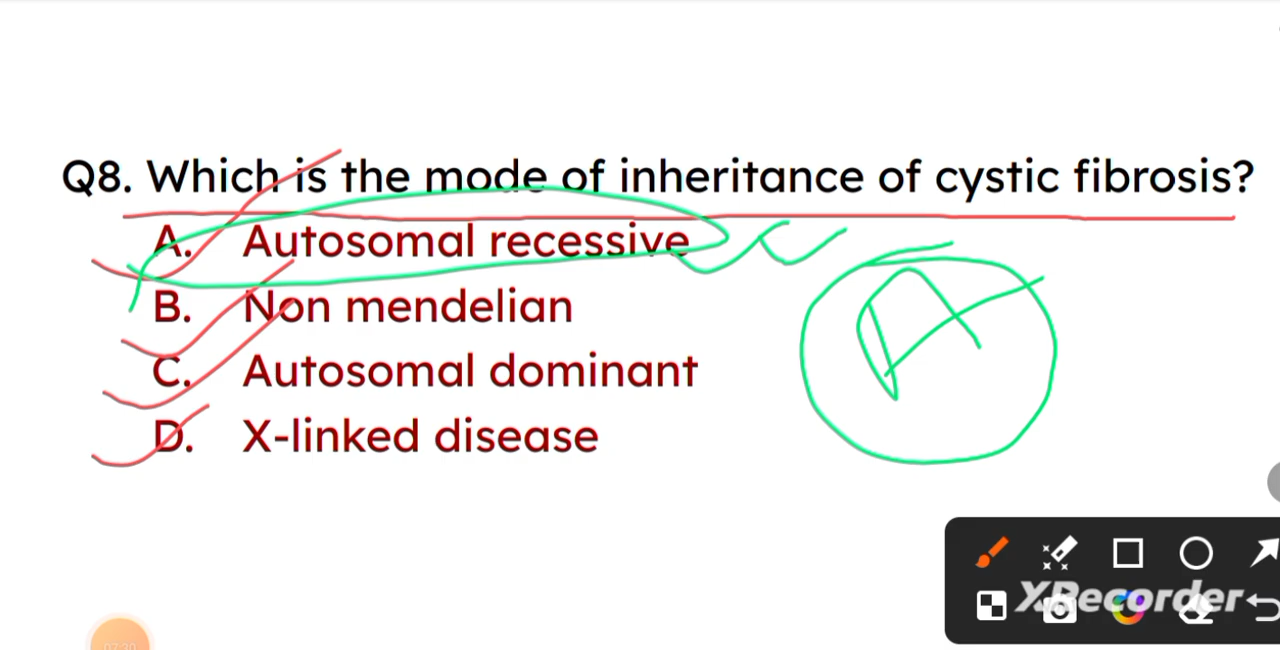 Q8. Which is the mode of inheritance of cystic fibrosis?
A. Autosomal recessive
B. Non mendelian
C. Autosomal dominant
D. X-linked disease
A
XRecorder